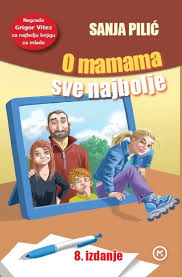 Nagrada
Grigor Vitez
za najbolju knjigu
za mlade
SANJA PILIĆ
O mamama
sve najbolje
8. izdanje